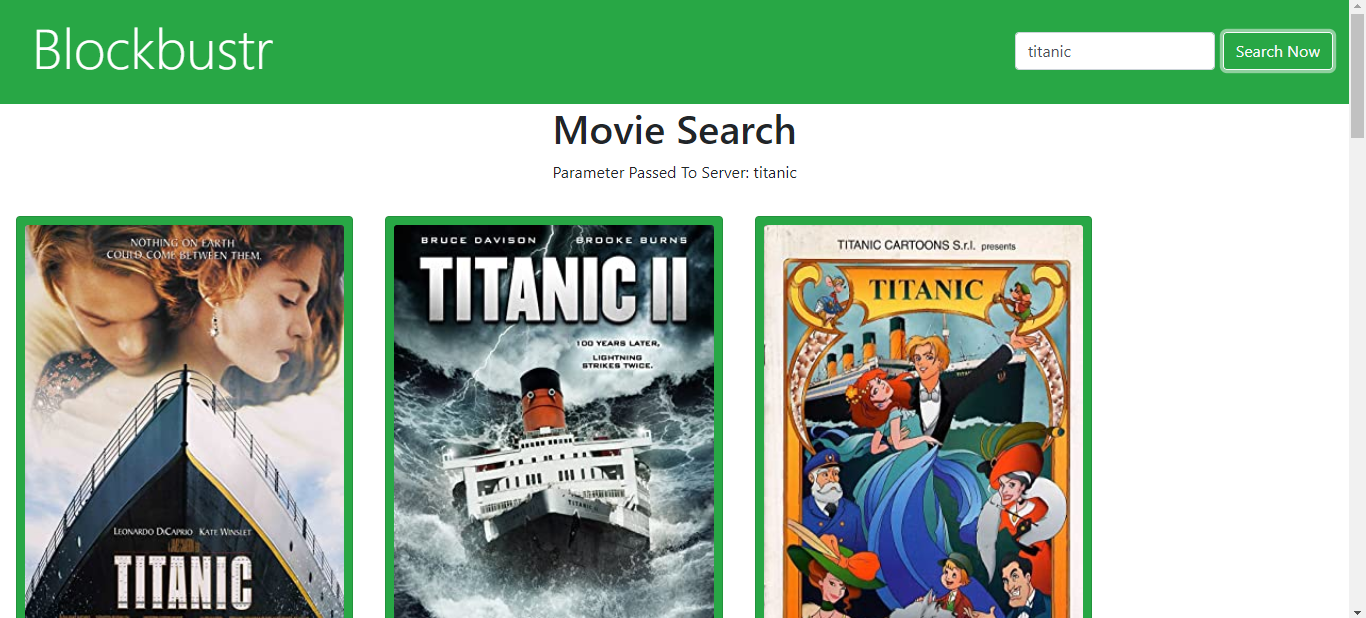 Blockbustr
titanic
Search Now
Movie Search
Parameter Passed To Server: titanic
NOTHING ON EARTH
COULD COME BETWEEN THEM.
LEONARDO DICAPRIO KATE WINSLET
TITANIC
BRUCE DAVISON BROOKE BURNS
TITANIC II
100 YEARS LATER,
LIGHTNING
STRIKES TWICE.
TITANIC II
TITANIC CARTOONS S.r.l. presents
TITANIC